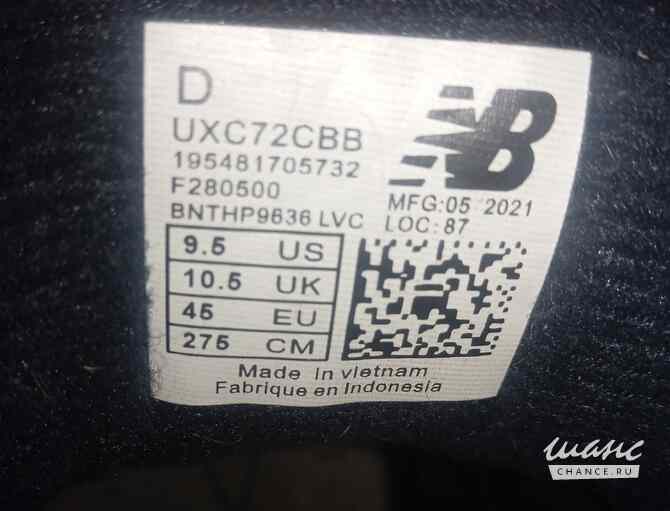 D
UXC72CBB
195481705732
F280500
BNTHP9636 LVC
NB
MFG:05 2021
LOC:87
9.5 US
10.5 UK
45 EU
275 CM
Made in vietnam
Fabrique en Indonesia
шанс
CHANCE.RU